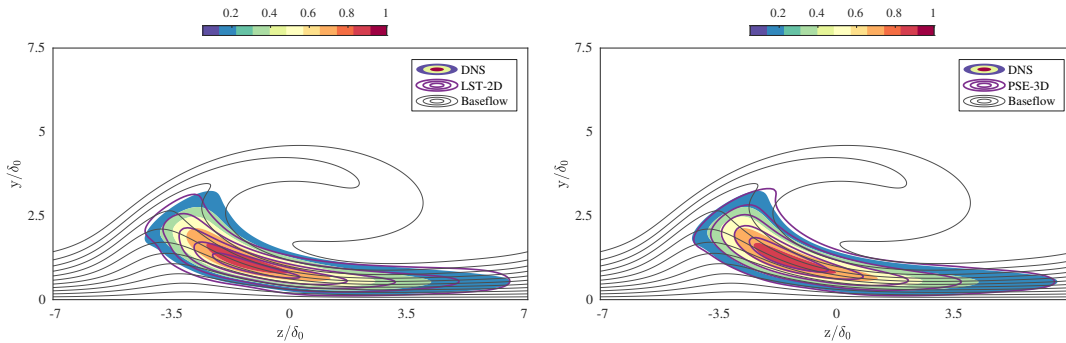 0.2 0.4 0.6 0.8 1
7.5
5
2.5
0
y/δ₀
DNS
LST-2D
Baseflow
-7 -3.5 0 3.5 7
z/δ₀
0.2 0.4 0.6 0.8 1
7.5
5
2.5
0
y/δ₀
DNS
PSE-3D
Baseflow
-7 -3.5 0 3.5
z/δ₀